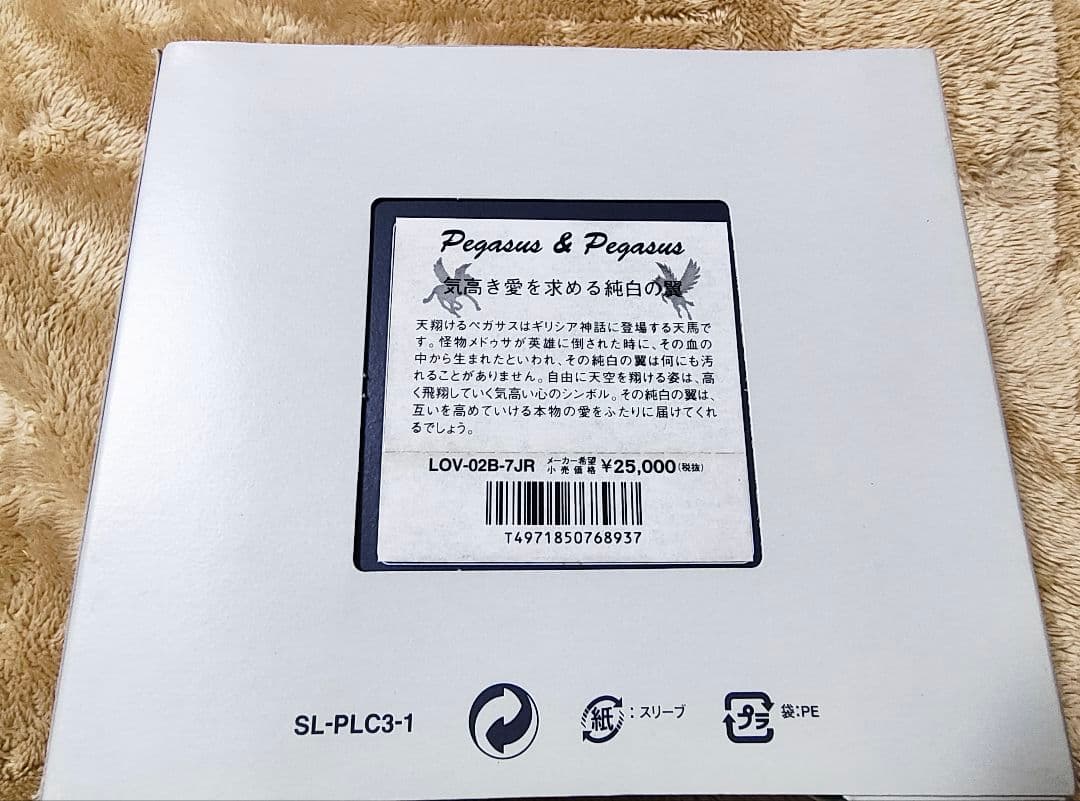 Pegasus & Pegasus
気高き愛を求める純白の翼
天翔けるペガサスはギリシア神話に登場する天馬で
す。怪物メドゥサが英雄に倒された時に、その血の
中から生まれたといわれ、その純白の翼は何にも汚
れることがありません。自由に天空を翔ける姿は、高
く飛翔していく気高い心のシンボル。その純白の翼は、
互いを高めていける本物の愛をふたりに届けてくれ
るでしょう。
LOV-02B-7JR メーカー希望小売価格 ¥25,000(税抜)
T4971850768937
SL-PLC3-1 紙:スリーブ プラ 袋:PE